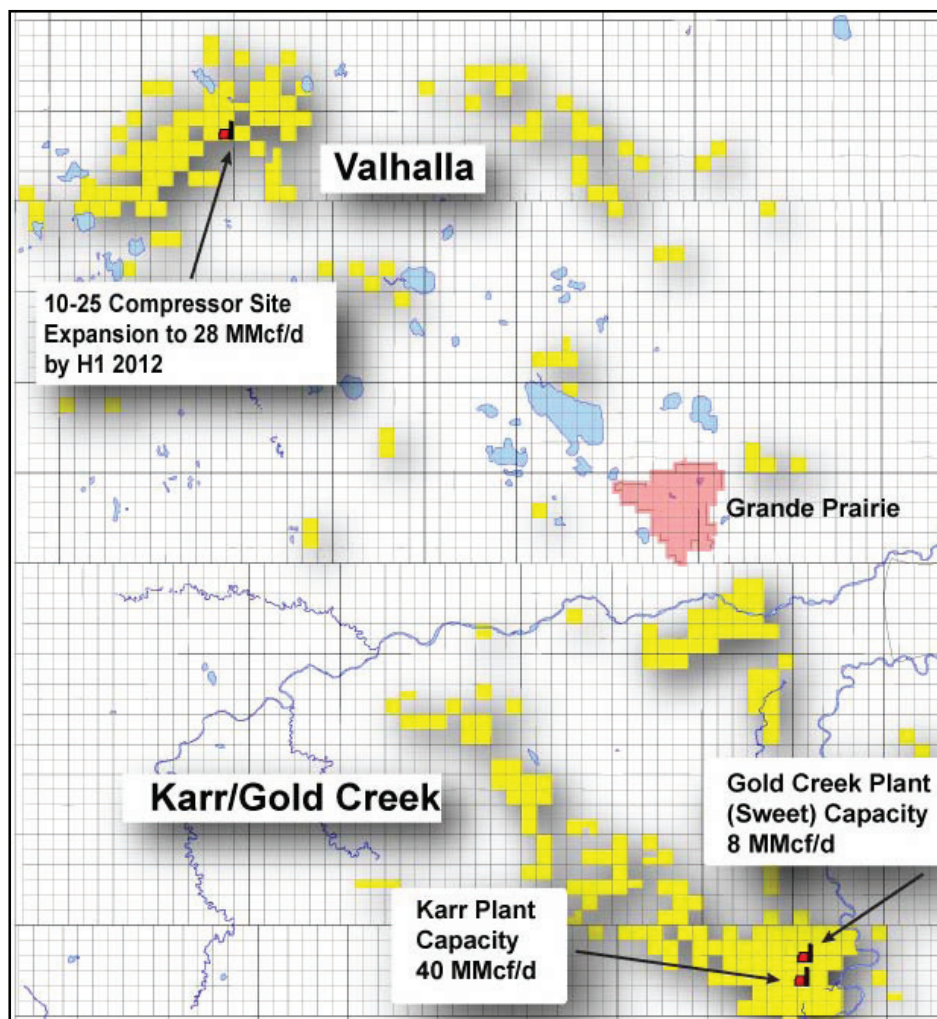 Valhalla
10-25 Compressor Site
Expansion to 28 MMcf/d
by H1 2012
Grande Prairie
Karr/Gold Creek
Gold Creek Plant
(Sweet) Capacity
8 MMcf/d
Karr Plant
Capacity
40 MMcf/d